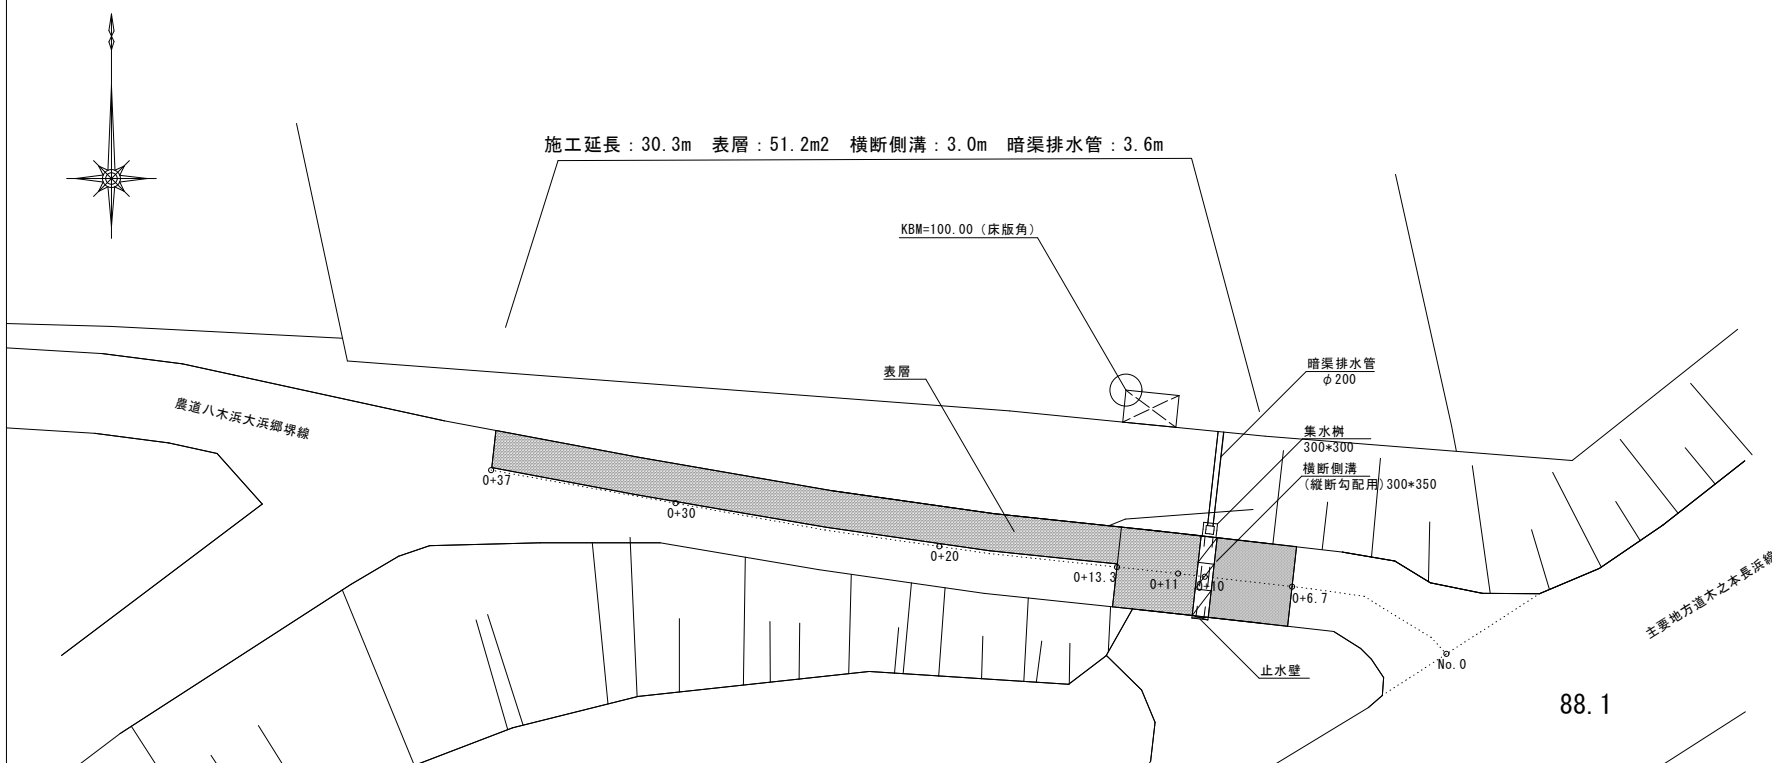 施工延長：30.3m　表層：51.2m2　横断側溝：3.0m　暗渠排水管：3.6m
KBM=100.00（床版角）
暗渠排水管
φ200
表層
農道八木浜大浜郷堺線
集水桝
300*300
横断側溝
(縦断勾配用)300*350
0+37
0+30
0+20
0+13.3
0+11
0+10
0+6.7
主要地方道木之本長浜線
No.0
止水壁
88.1